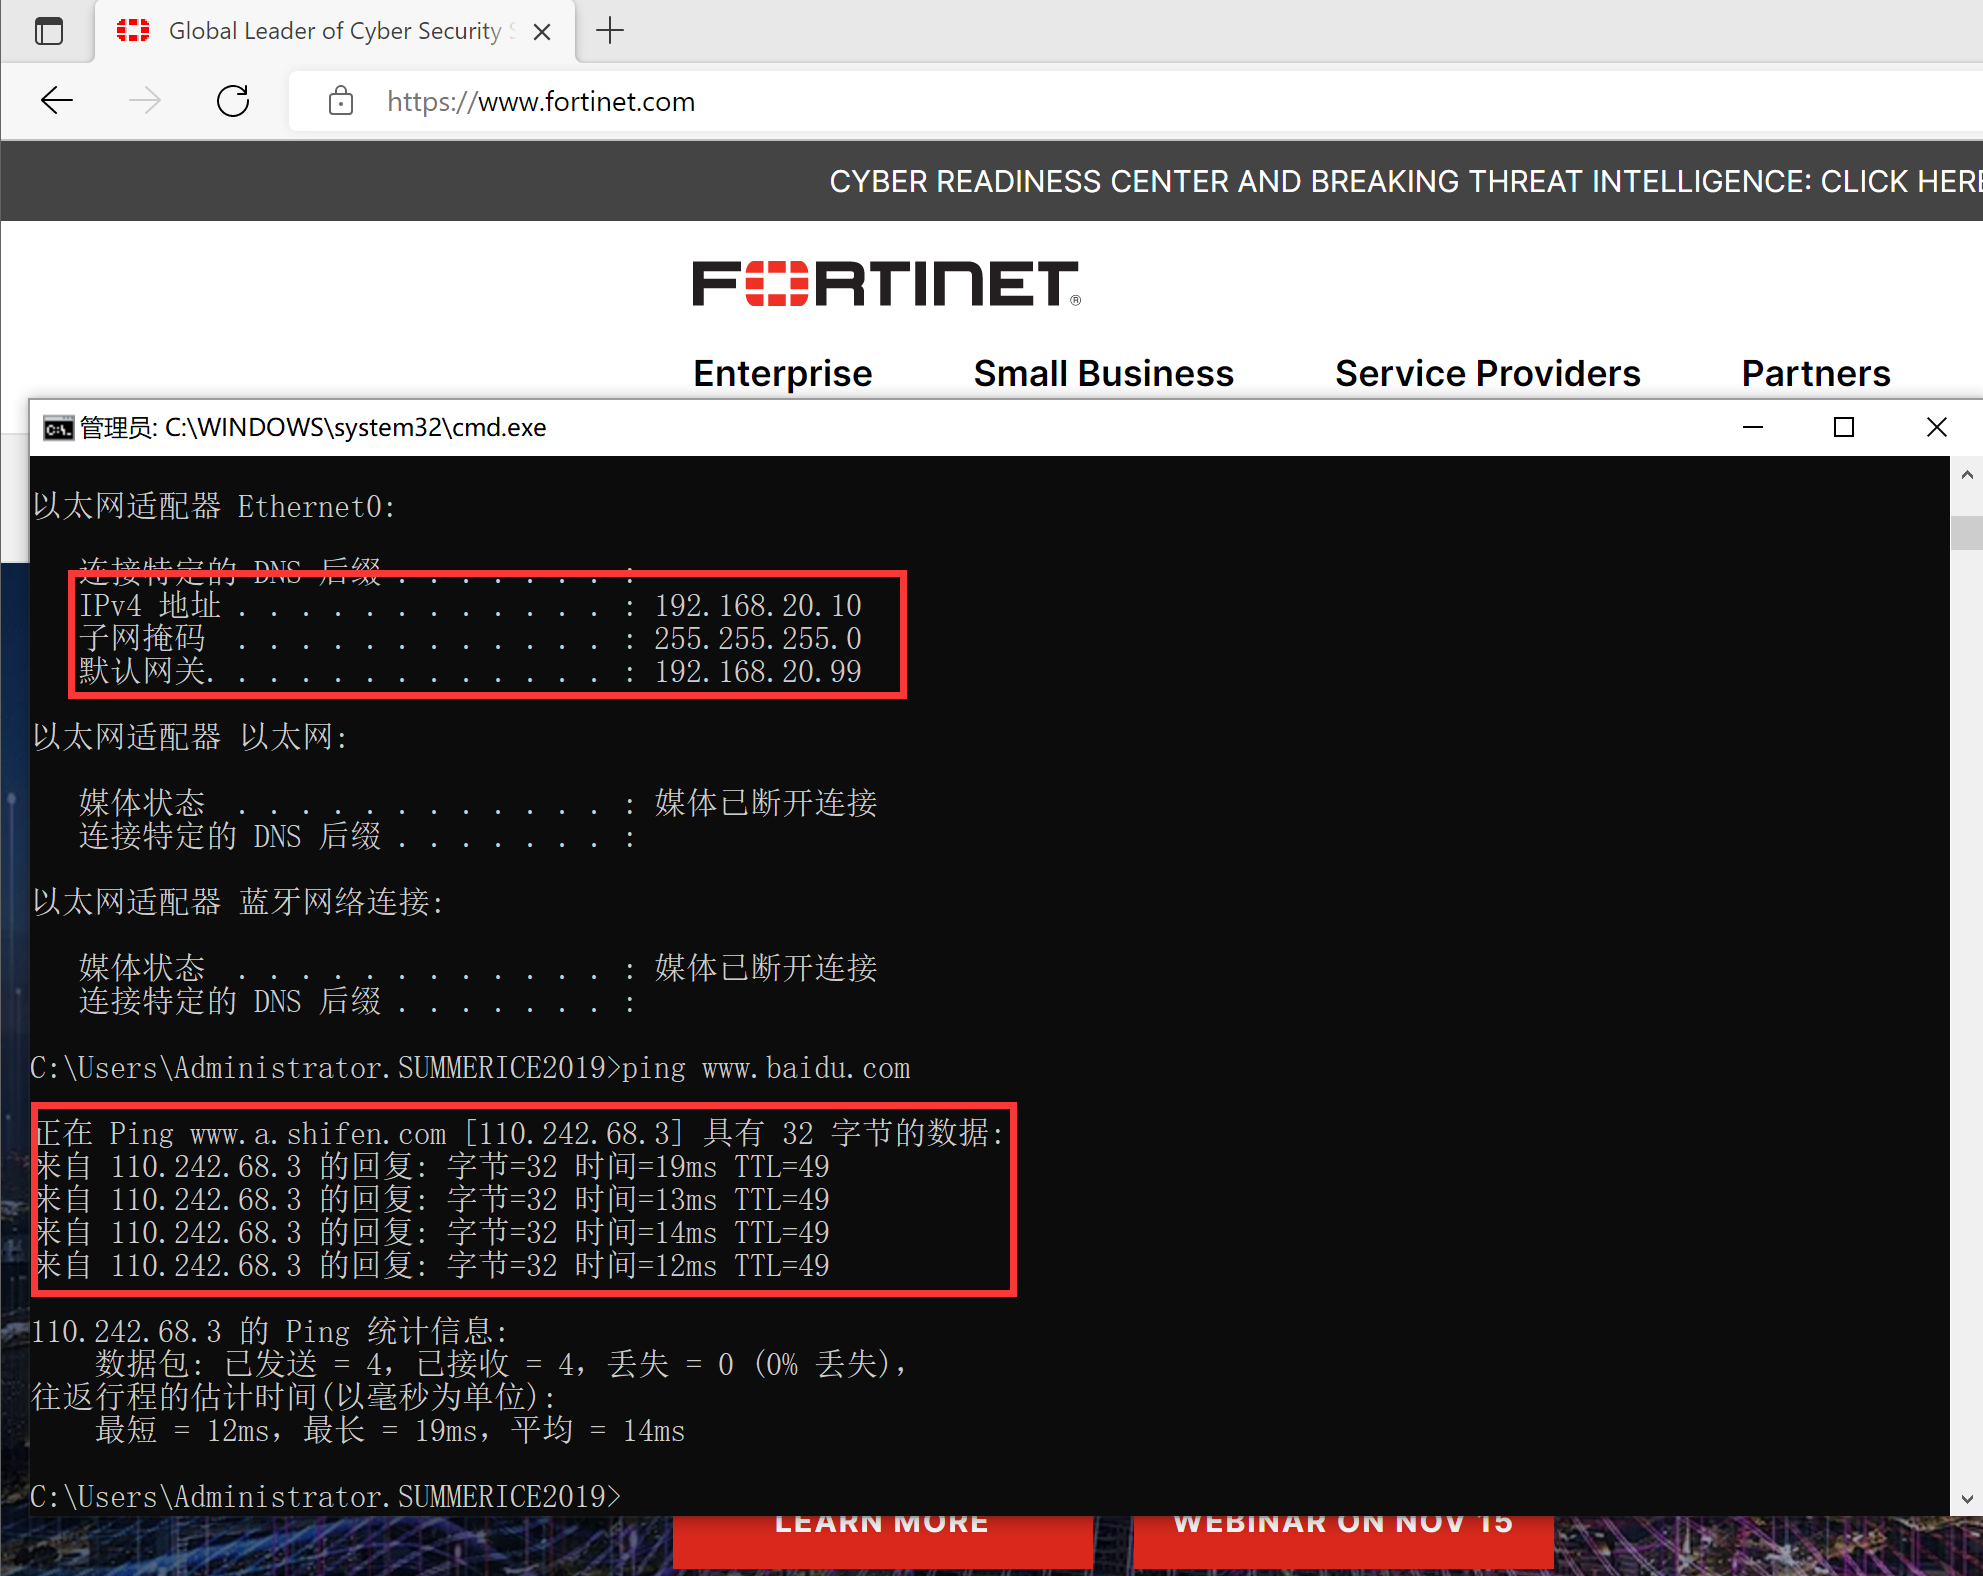 Global Leader of Cyber Security
https://www.fortinet.com
CYBER READINESS CENTER AND BREAKING THREAT INTELLIGENCE: CLICK HERE
FORTINET®
Enterprise Small Business Service Providers Partners
管理员: C:\WINDOWS\system32\cmd.exe
以太网适配器 Ethernet0:
连接特定的 DNS 后缀 . . . . . . . :
IPv4 地址 . . . . . . . . . . . . : 192.168.20.10
子网掩码 . . . . . . . . . . . . : 255.255.255.0
默认网关. . . . . . . . . . . . . : 192.168.20.99
以太网适配器 以太网:
媒体状态 . . . . . . . . . . . . : 媒体已断开连接
连接特定的 DNS 后缀 . . . . . . . :
以太网适配器 蓝牙网络连接:
媒体状态 . . . . . . . . . . . . : 媒体已断开连接
连接特定的 DNS 后缀 . . . . . . . :
C:\Users\Administrator.SUMMERICE2019>ping www.baidu.com
正在 Ping www.a.shifen.com [110.242.68.3] 具有 32 字节的数据:
来自 110.242.68.3 的回复: 字节=32 时间=19ms TTL=49
来自 110.242.68.3 的回复: 字节=32 时间=13ms TTL=49
来自 110.242.68.3 的回复: 字节=32 时间=14ms TTL=49
来自 110.242.68.3 的回复: 字节=32 时间=12ms TTL=49
110.242.68.3 的 Ping 统计信息:
数据包: 已发送 = 4，已接收 = 4，丢失 = 0 (0% 丢失)，
往返行程的估计时间(以毫秒为单位):
最短 = 12ms，最长 = 19ms，平均 = 14ms
C:\Users\Administrator.SUMMERICE2019>
LEARN MORE WEBINAR ON NOV 15